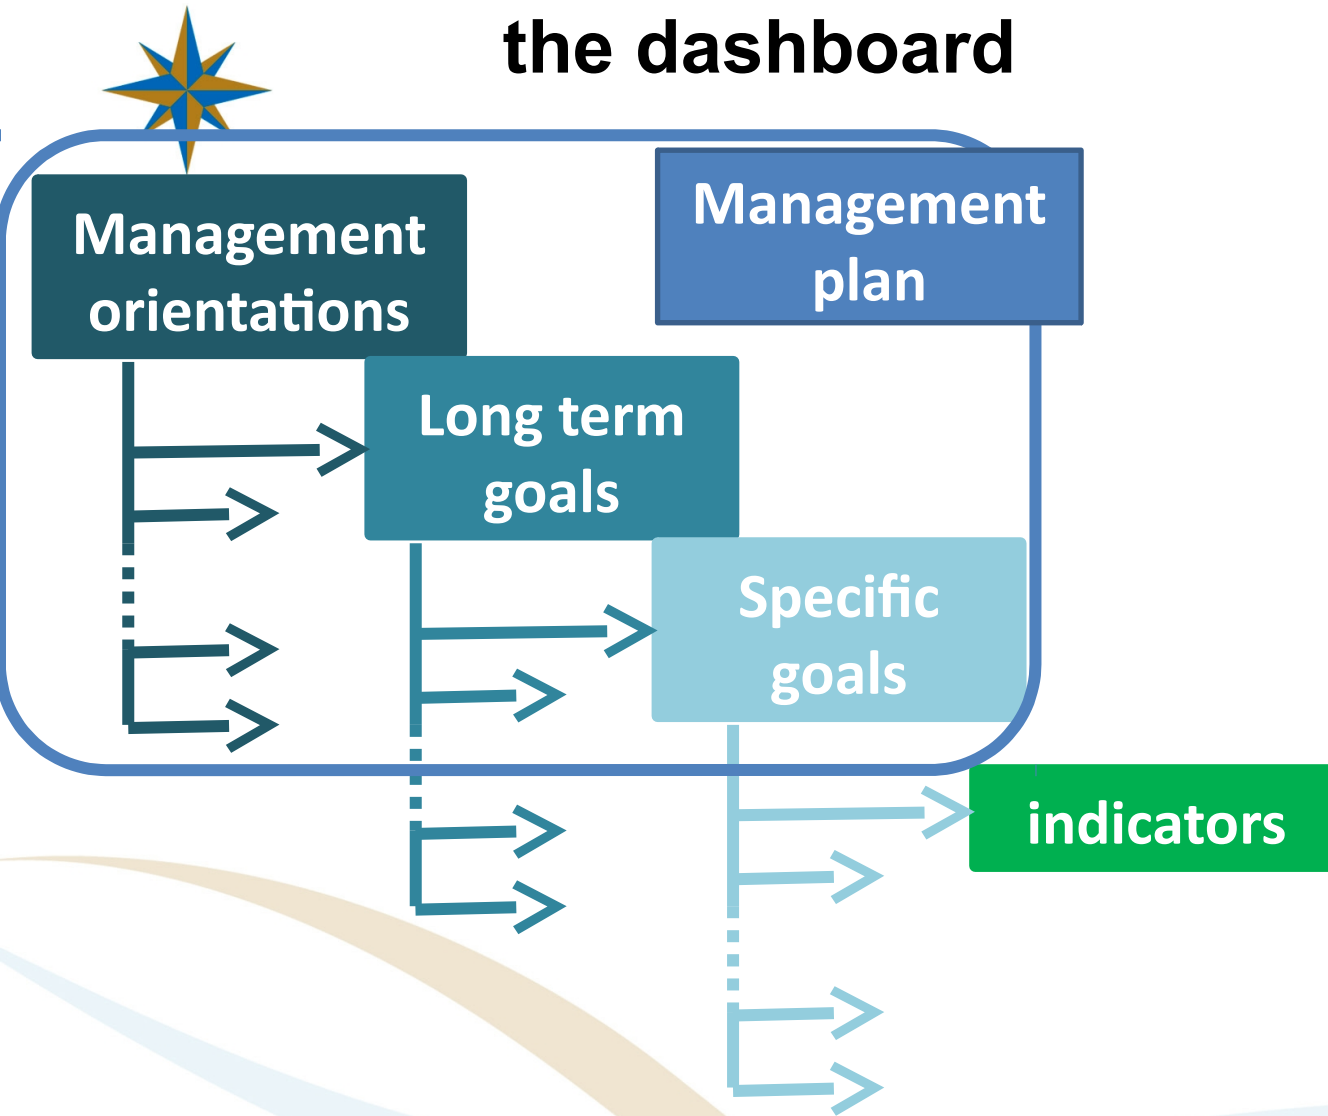 the dashboard
Management
orientations
Management
plan
Long term
goals
Specific
goals
indicators